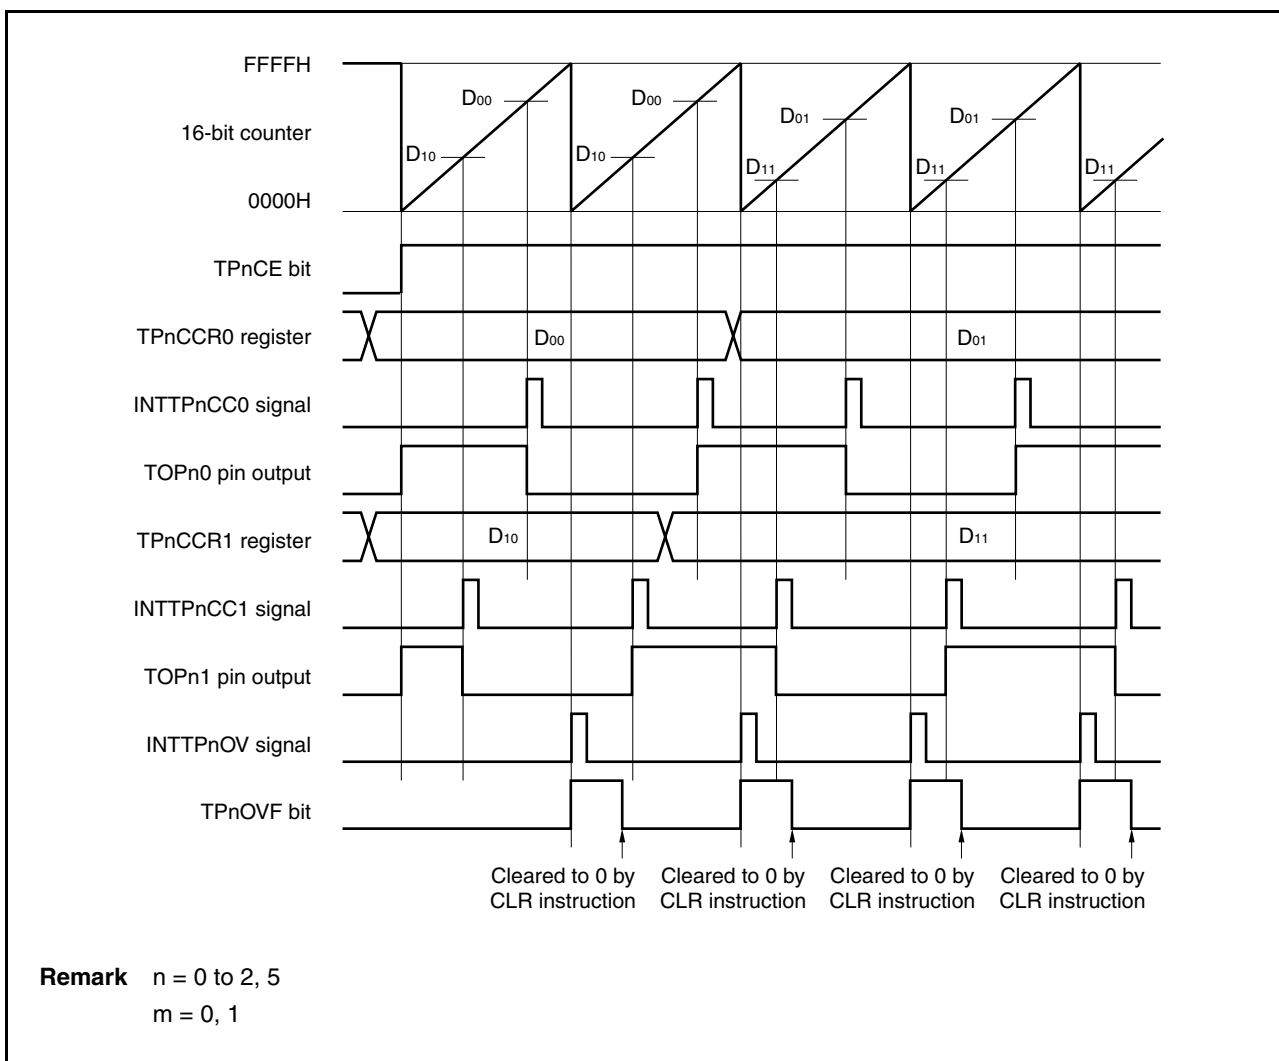 FFFFH
D00
D00
D01
D01
16-bit counter
D10
D10
D11
D11
D11
0000H
TPnCE bit
TPnCCR0 register
D00
D01
INTTPnCC0 signal
TOPn0 pin output
TPnCCR1 register
D10
D11
INTTPnCC1 signal
TOPn1 pin output
INTTPnOV signal
TPnOVF bit
Cleared to 0 by
CLR instruction
Cleared to 0 by
CLR instruction
Cleared to 0 by
CLR instruction
Cleared to 0 by
CLR instruction
Remark n = 0 to 2, 5
m = 0, 1